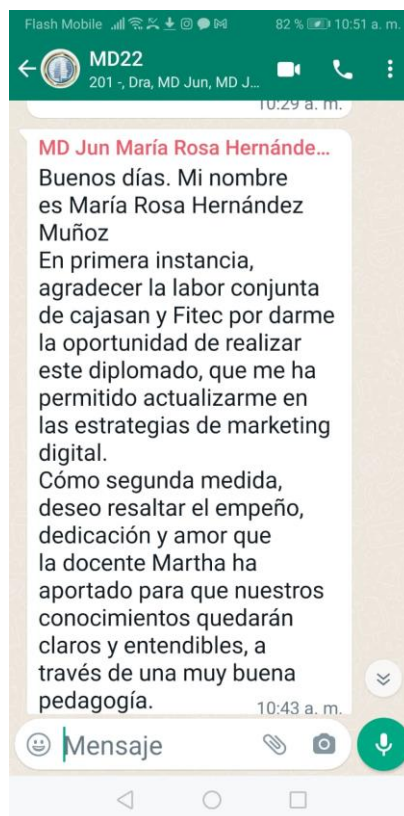 Flash Mobile 82 % 10:51 a. m.
MD22
201 -, Dra, MD Jun, MD J...
10:29 a. m.
MD Jun María Rosa Hernánde...
Buenos días. Mi nombre
es María Rosa Hernández
Muñoz
En primera instancia,
agradecer la labor conjunta
de cajasan y Fitec por darme
la oportunidad de realizar
este diplomado, que me ha
permitido actualizarme en
las estrategias de marketing
digital.
Cómo segunda medida,
deseo resaltar el empeño,
dedicación y amor que
la docente Martha ha
aportado para que nuestros
conocimientos quedarán
claros y entendibles, a
través de una muy buena
pedagogía.
10:43 a. m.
Mensaje